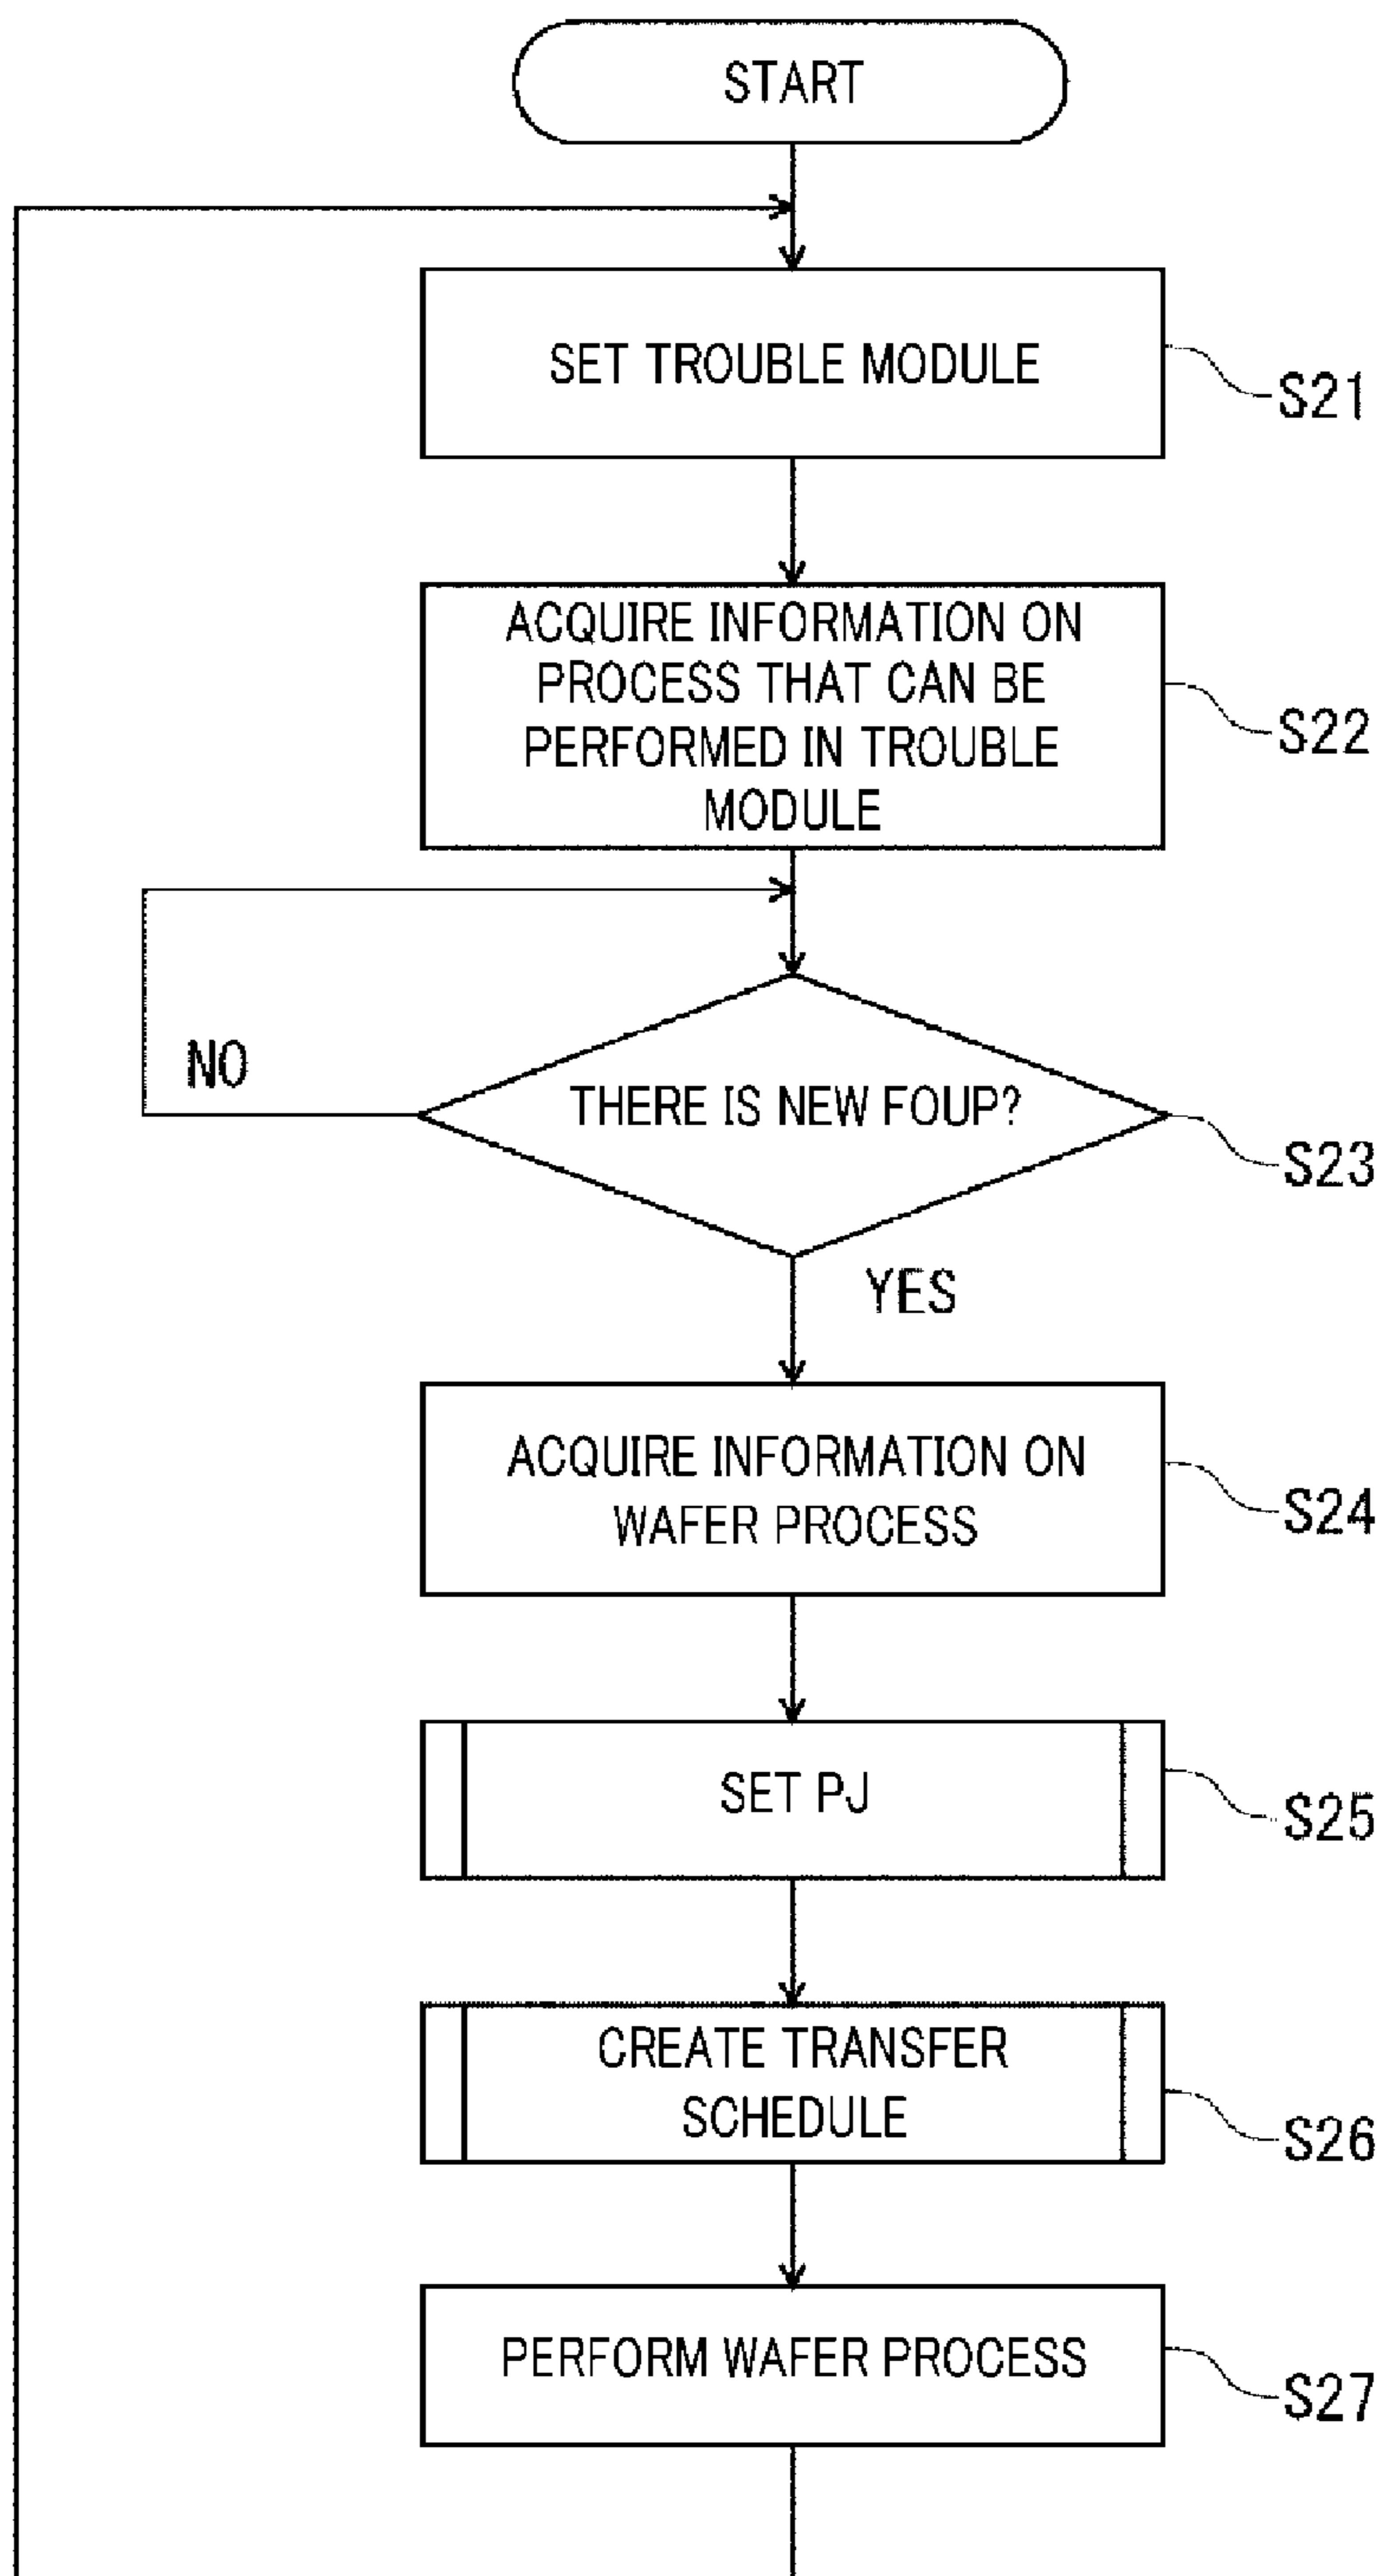 START
SET TROUBLE MODULE
S21
ACQUIRE INFORMATION ON
PROCESS THAT CAN BE
PERFORMED IN TROUBLE
MODULE
S22
NO
THERE IS NEW FOUP?
S23
YES
ACQUIRE INFORMATION ON
WAFER PROCESS
S24
SET PJ
S25
CREATE TRANSFER
SCHEDULE
S26
PERFORM WAFER PROCESS
S27